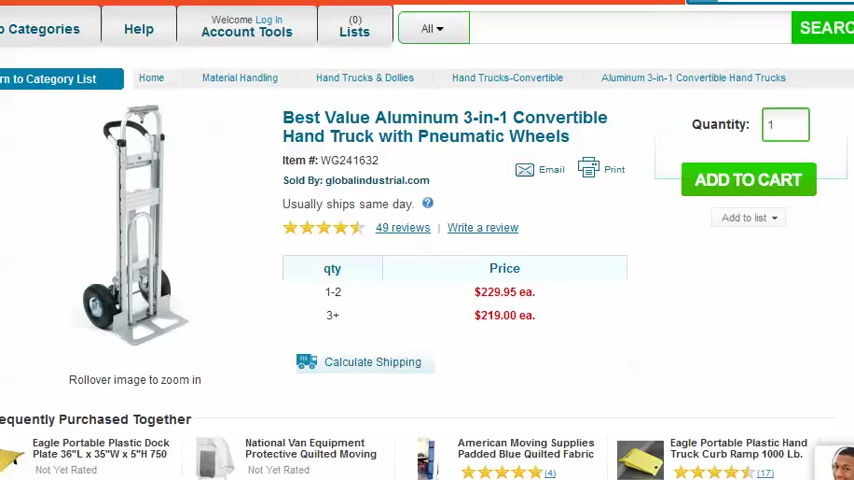 Categories
Help
Welcome Log In
Account Tools
(0)
Lists
All
to Category List
Home
Material Handling
Hand Trucks & Dollies
Hand Trucks-Convertible
Aluminum 3-in-1 Convertible Hand Trucks
Best Value Aluminum 3-in-1 Convertible
Hand Truck with Pneumatic Wheels
Item #: WG241632
Sold By: globalindustrial.com
Email
Print
Usually ships same day. ?
49 reviews | Write a review
Quantity: 1
ADD TO CART
Add to list
qty Price
1-2 $229.95 ea.
3+ $219.00 ea.
Calculate Shipping
Rollover image to zoom in
Purchased Together
Eagle Portable Plastic Dock
Plate 36"L x 35"W x 5"H 750
Not Yet Rated
National Van Equipment
Protective Quilted Moving
Not Yet Rated
American Moving Supplies
Padded Blue Quilted Fabric
(4)
Eagle Portable Plastic Hand
Truck Curb Ramp 1000 Lb.
(17)